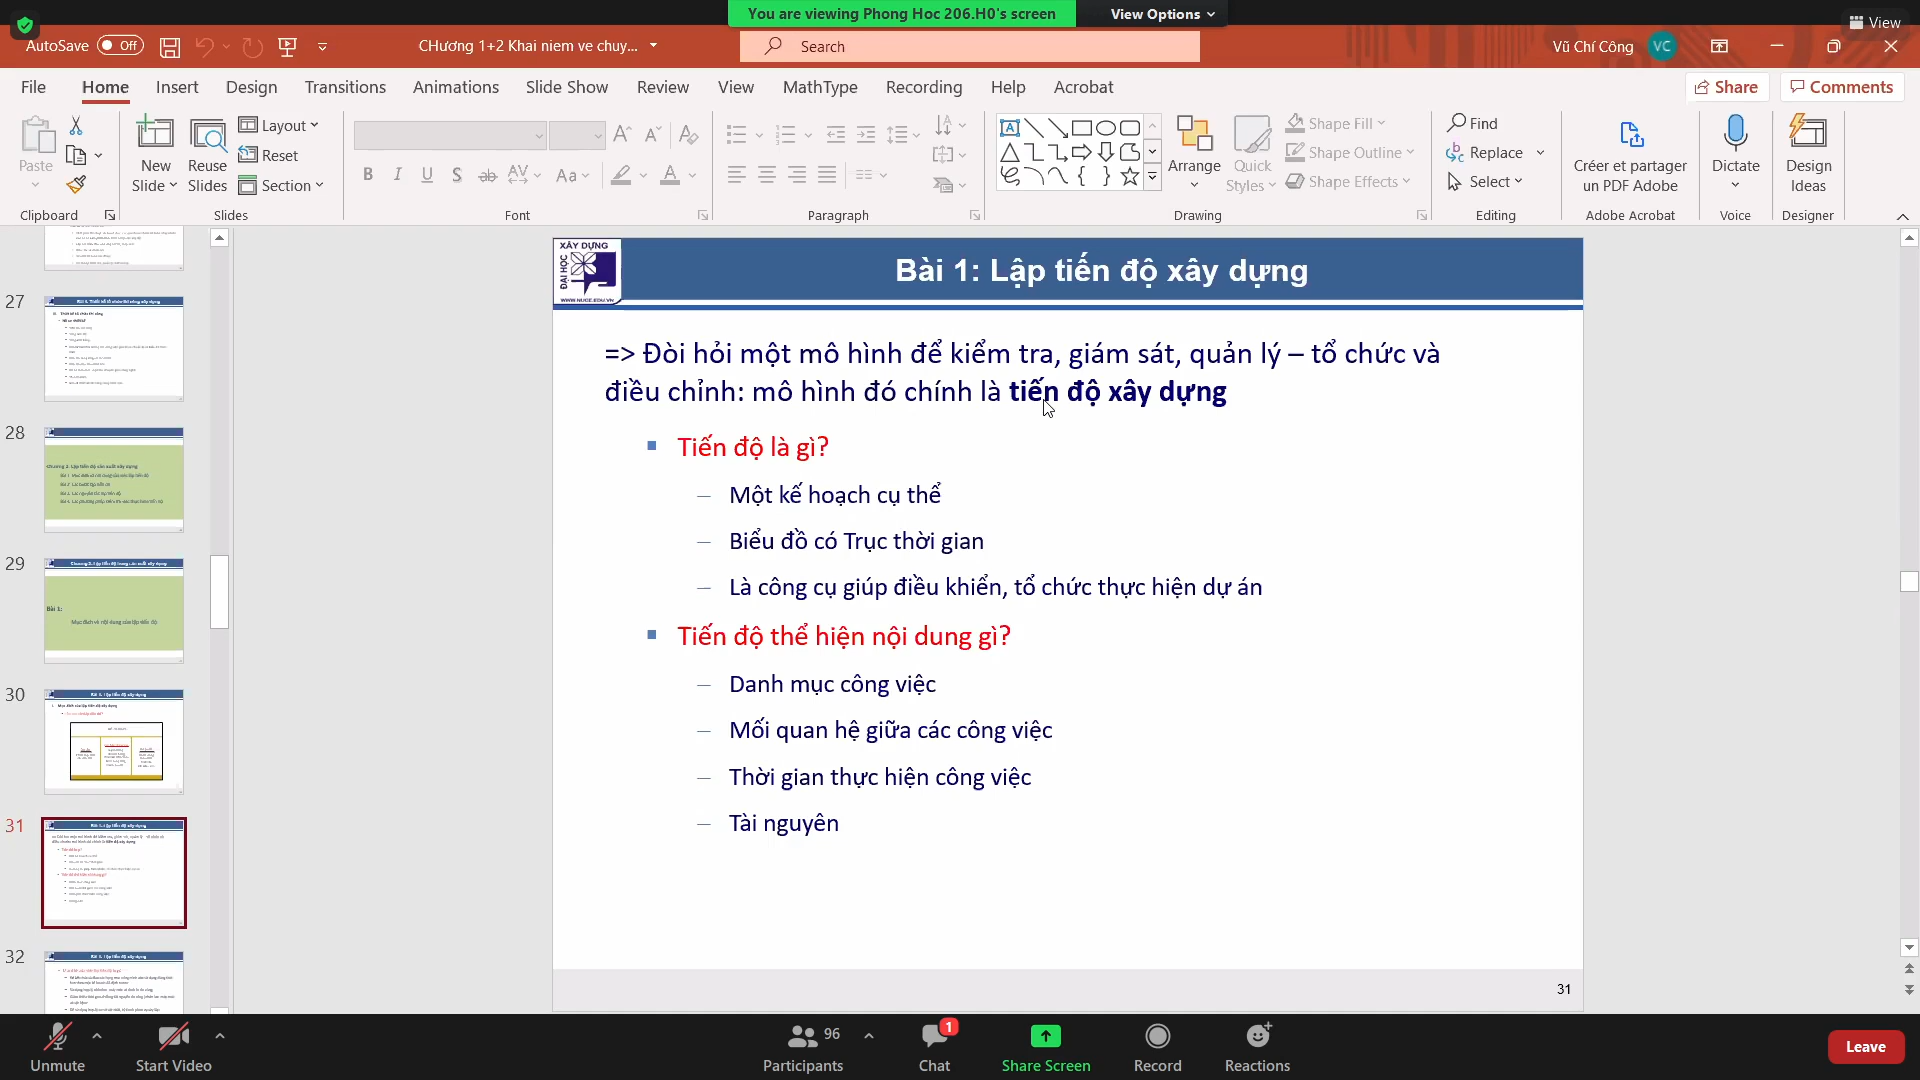 You are viewing Phong Hoc 206.H0's screen
View Options
View
AutoSave Off
CHương 1+2 Khai niem ve chuy...
Search
Vũ Chí Công
VC
File Home Insert Design Transitions Animations Slide Show Review View MathType Recording Help Acrobat
Share
Comments
Paste
New Slide
Reuse Slides
Layout
Reset
Section
Arrange
Quick Styles
Shape Fill
Shape Outline
Shape Effects
Find
Replace
Select
Créer et partager un PDF Adobe
Dictate
Design Ideas
Clipboard
Slides
Font
Paragraph
Drawing
Editing
Adobe Acrobat
Voice
Designer
27
28
29
30
31
32
XÂY DỰNG
ĐẠI HỌC
WWW.NUCE.EDU.VN
Bài 1: Lập tiến độ xây dựng
=> Đòi hỏi một mô hình để kiểm tra, giám sát, quản lý – tổ chức và
điều chỉnh: mô hình đó chính là tiến độ xây dựng
Tiến độ là gì?
– Một kế hoạch cụ thể
– Biểu đồ có Trục thời gian
– Là công cụ giúp điều khiển, tổ chức thực hiện dự án
Tiến độ thể hiện nội dung gì?
– Danh mục công việc
– Mối quan hệ giữa các công việc
– Thời gian thực hiện công việc
– Tài nguyên
31
Unmute
Start Video
96
Participants
1
Chat
Share Screen
Record
Reactions
Leave